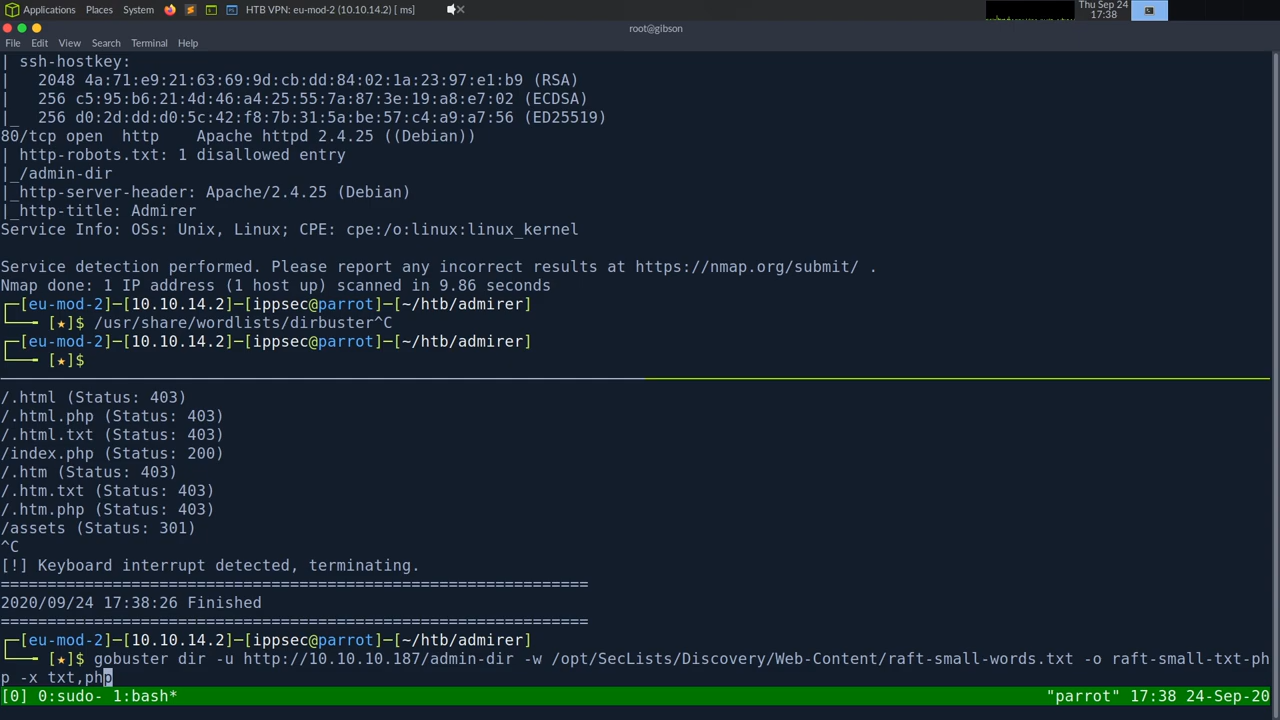 Applications Places System HTB VPN: eu-mod-2 (10.10.14.2) [ ms] Thu Sep 24
17:38
root@gibson
File Edit View Search Terminal Help
| ssh-hostkey:
|   2048 4a:71:e9:21:63:69:9d:cb:dd:84:02:1a:23:97:e1:b9 (RSA)
|   256 c5:95:b6:21:4d:46:a4:25:55:7a:87:3e:19:a8:e7:02 (ECDSA)
|_  256 d0:2d:dd:d0:5c:42:f8:7b:31:5a:be:57:c4:a9:a7:56 (ED25519)
80/tcp open  http    Apache httpd 2.4.25 ((Debian))
| http-robots.txt: 1 disallowed entry
|_/admin-dir
|_http-server-header: Apache/2.4.25 (Debian)
|_http-title: Admirer
Service Info: OSs: Unix, Linux; CPE: cpe:/o:linux:linux_kernel
Service detection performed. Please report any incorrect results at https://nmap.org/submit/ .
Nmap done: 1 IP address (1 host up) scanned in 9.86 seconds
┌─[eu-mod-2]─[10.10.14.2]─[ippsec@parrot]─[~/htb/admirer]
└──╼ [★]$ /usr/share/wordlists/dirbuster^C
┌─[eu-mod-2]─[10.10.14.2]─[ippsec@parrot]─[~/htb/admirer]
└──╼ [★]$
/.html (Status: 403)
/.html.php (Status: 403)
/.html.txt (Status: 403)
/index.php (Status: 200)
/.htm (Status: 403)
/.htm.txt (Status: 403)
/.htm.php (Status: 403)
/assets (Status: 301)
^C
[!] Keyboard interrupt detected, terminating.
===============================================================
2020/09/24 17:38:26 Finished
===============================================================
┌─[eu-mod-2]─[10.10.14.2]─[ippsec@parrot]─[~/htb/admirer]
└──╼ [★]$ gobuster dir -u http://10.10.10.187/admin-dir -w /opt/SecLists/Discovery/Web-Content/raft-small-words.txt -o raft-small-txt-ph
p -x txt,php
[0] 0:sudo- 1:bash* "parrot" 17:38 24-Sep-20